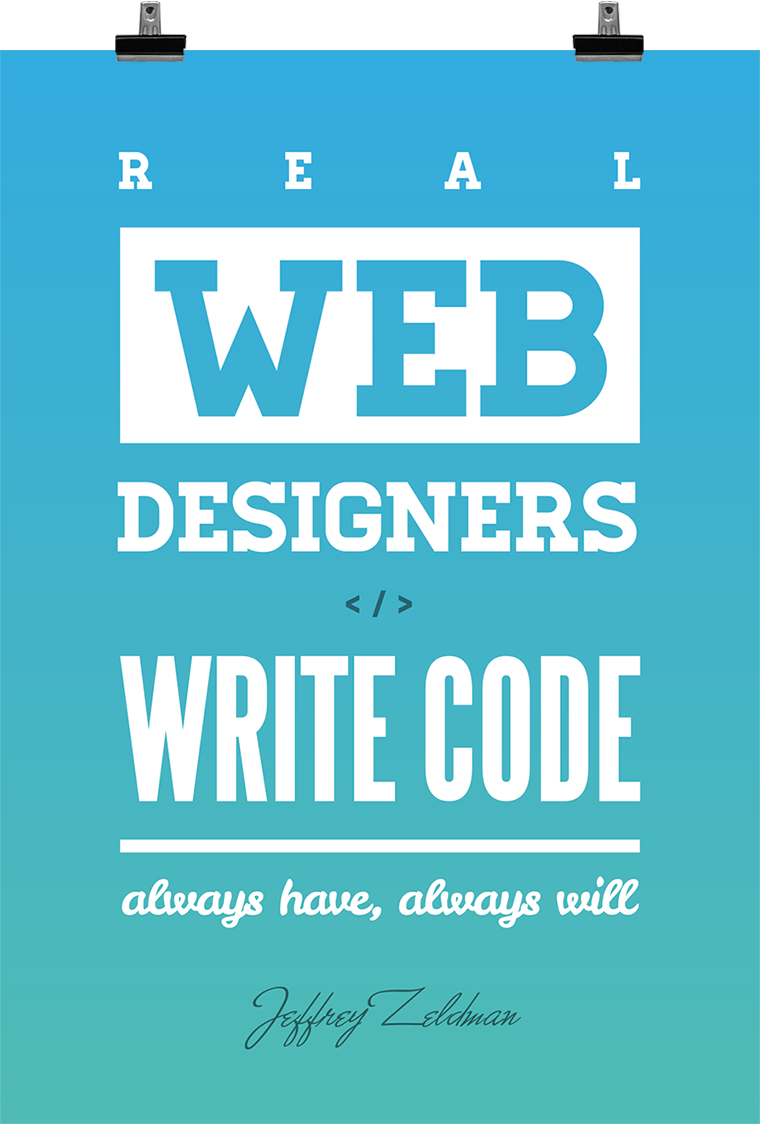 REAL
WEB
DESIGNERS
</>
WRITE CODE
always have, always will
Jeffrey Zeldman